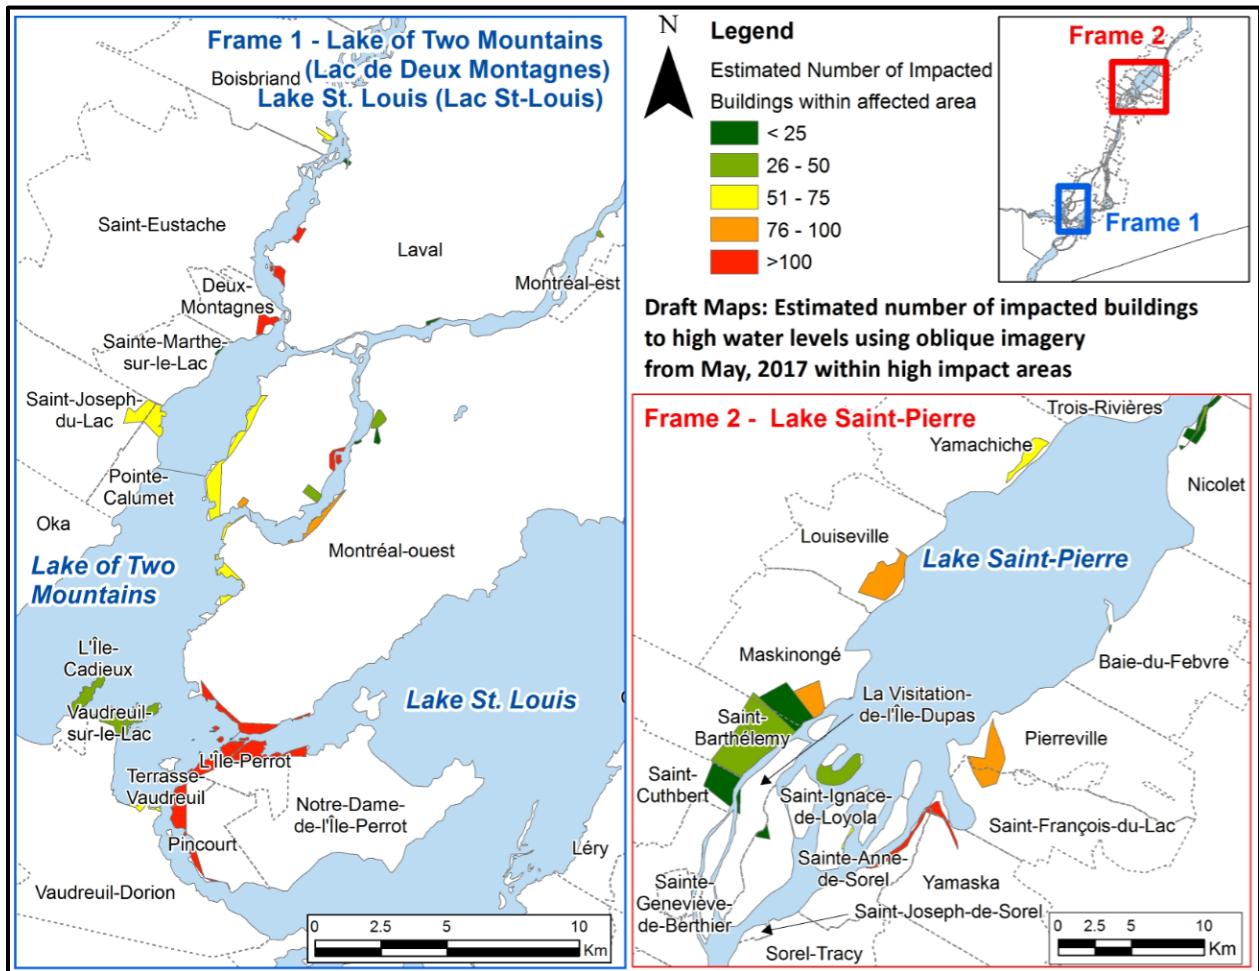 Frame 1 - Lake of Two Mountains
(Lac de Deux Montagnes)
Lake St. Louis (Lac St-Louis)
Boisbriand
Saint-Eustache
Laval
Deux-
Montagnes
Montréal-est
Sainte-Marthe-
sur-le-Lac
Saint-Joseph-
du-Lac
Pointe-
Calumet
Oka
Montréal-ouest
Lake of Two
Mountains
L'Île-
Cadieux
Lake St. Louis
Vaudreuil-
sur-le-Lac
L'Île-Perrot
Terrasse-
Vaudreuil
Notre-Dame-
de-l'Île-Perrot
Pincourt
Léry
Vaudreuil-Dorion
0 2.5 5 10
Km
N
Legend
Estimated Number of Impacted
Buildings within affected area
< 25
26 - 50
51 - 75
76 - 100
>100
Frame 2
Frame 1
Draft Maps: Estimated number of impacted buildings
to high water levels using oblique imagery
from May, 2017 within high impact areas
Frame 2 - Lake Saint-Pierre
Trois-Rivières
Yamachiche
Nicolet
Louiseville
Lake Saint-Pierre
Maskinongé
Baie-du-Febvre
La Visitation-
de-l'Île-Dupas
Saint-
Barthélemy
Pierreville
Saint-
Cuthbert
Saint-Ignace-
de-Loyola
Saint-François-du-Lac
Sainte-Anne-
de-Sorel
Sainte-
Geneviève-
de-Berthier
Yamaska
Saint-Joseph-de-Sorel
Sorel-Tracy
0 2.5 5 10
Km